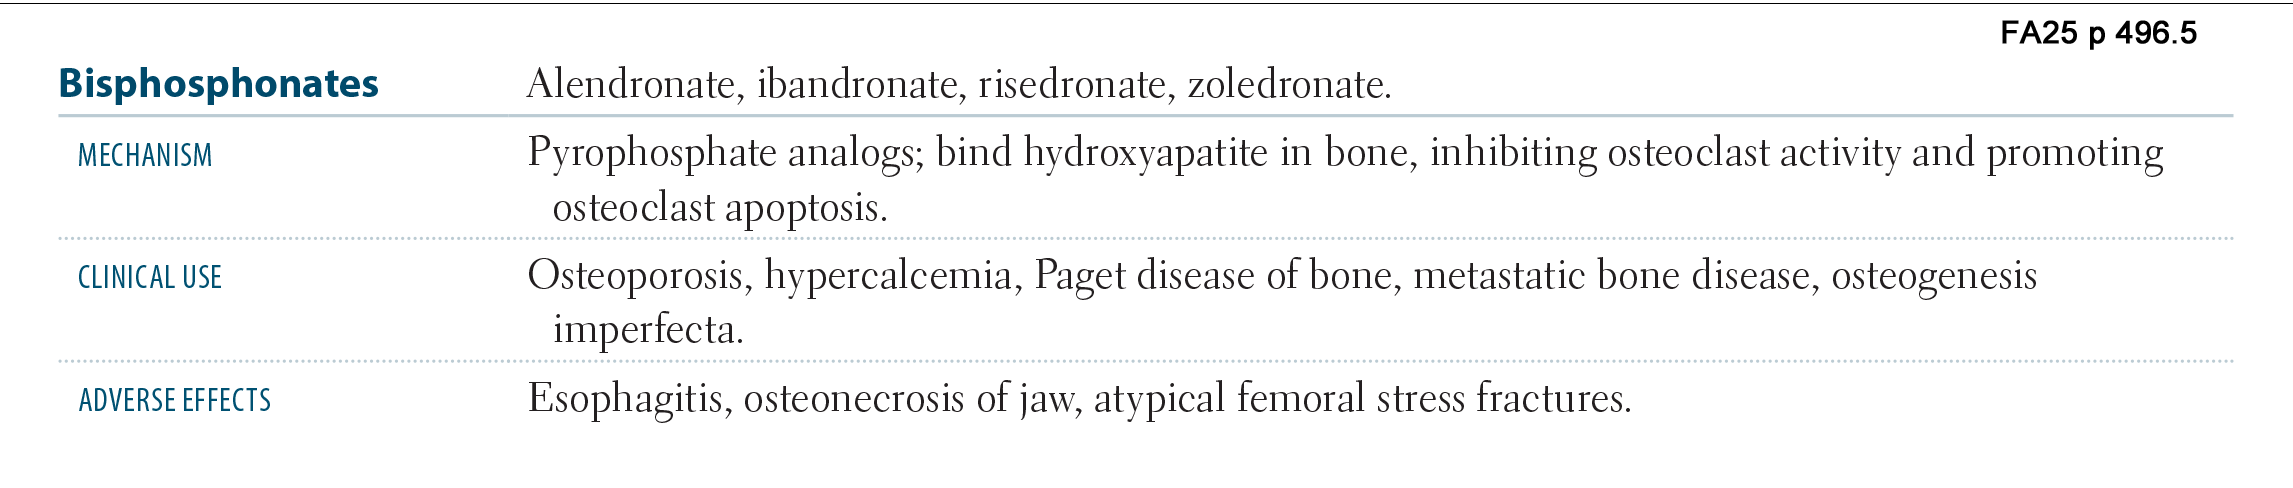 FA25 p 496.5
Bisphosphonates Alendronate, ibandronate, risedronate, zoledronate.
MECHANISM Pyrophosphate analogs; bind hydroxyapatite in bone, inhibiting osteoclast activity and promoting
osteoclast apoptosis.
CLINICAL USE Osteoporosis, hypercalcemia, Paget disease of bone, metastatic bone disease, osteogenesis
imperfecta.
ADVERSE EFFECTS Esophagitis, osteonecrosis of jaw, atypical femoral stress fractures.